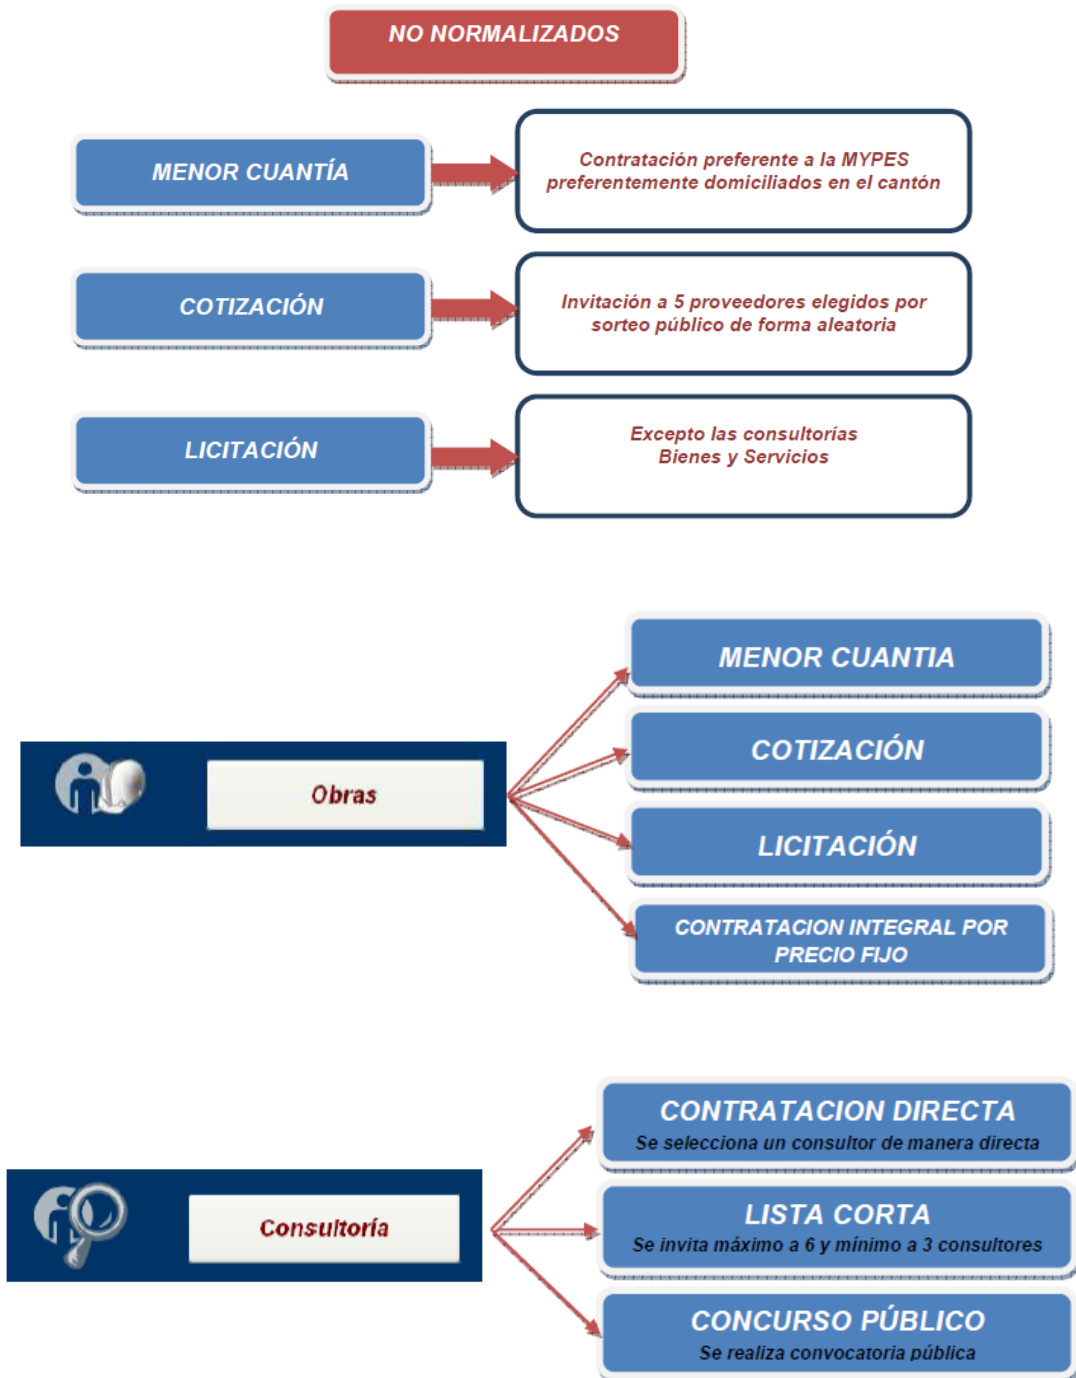 NO NORMALIZADOS
MENOR CUANTÍA
Contratación preferente a la MYPES
preferentemente domiciliados en el cantón
COTIZACIÓN
Invitación a 5 proveedores elegidos por
sorteo público de forma aleatoria
LICITACIÓN
Excepto las consultorías
Bienes y Servicios
Obras
MENOR CUANTIA
COTIZACIÓN
LICITACIÓN
CONTRATACION INTEGRAL POR
PRECIO FIJO
Consultoría
CONTRATACION DIRECTA
Se selecciona un consultor de manera directa
LISTA CORTA
Se invita máximo a 6 y mínimo a 3 consultores
CONCURSO PÚBLICO
Se realiza convocatoria pública